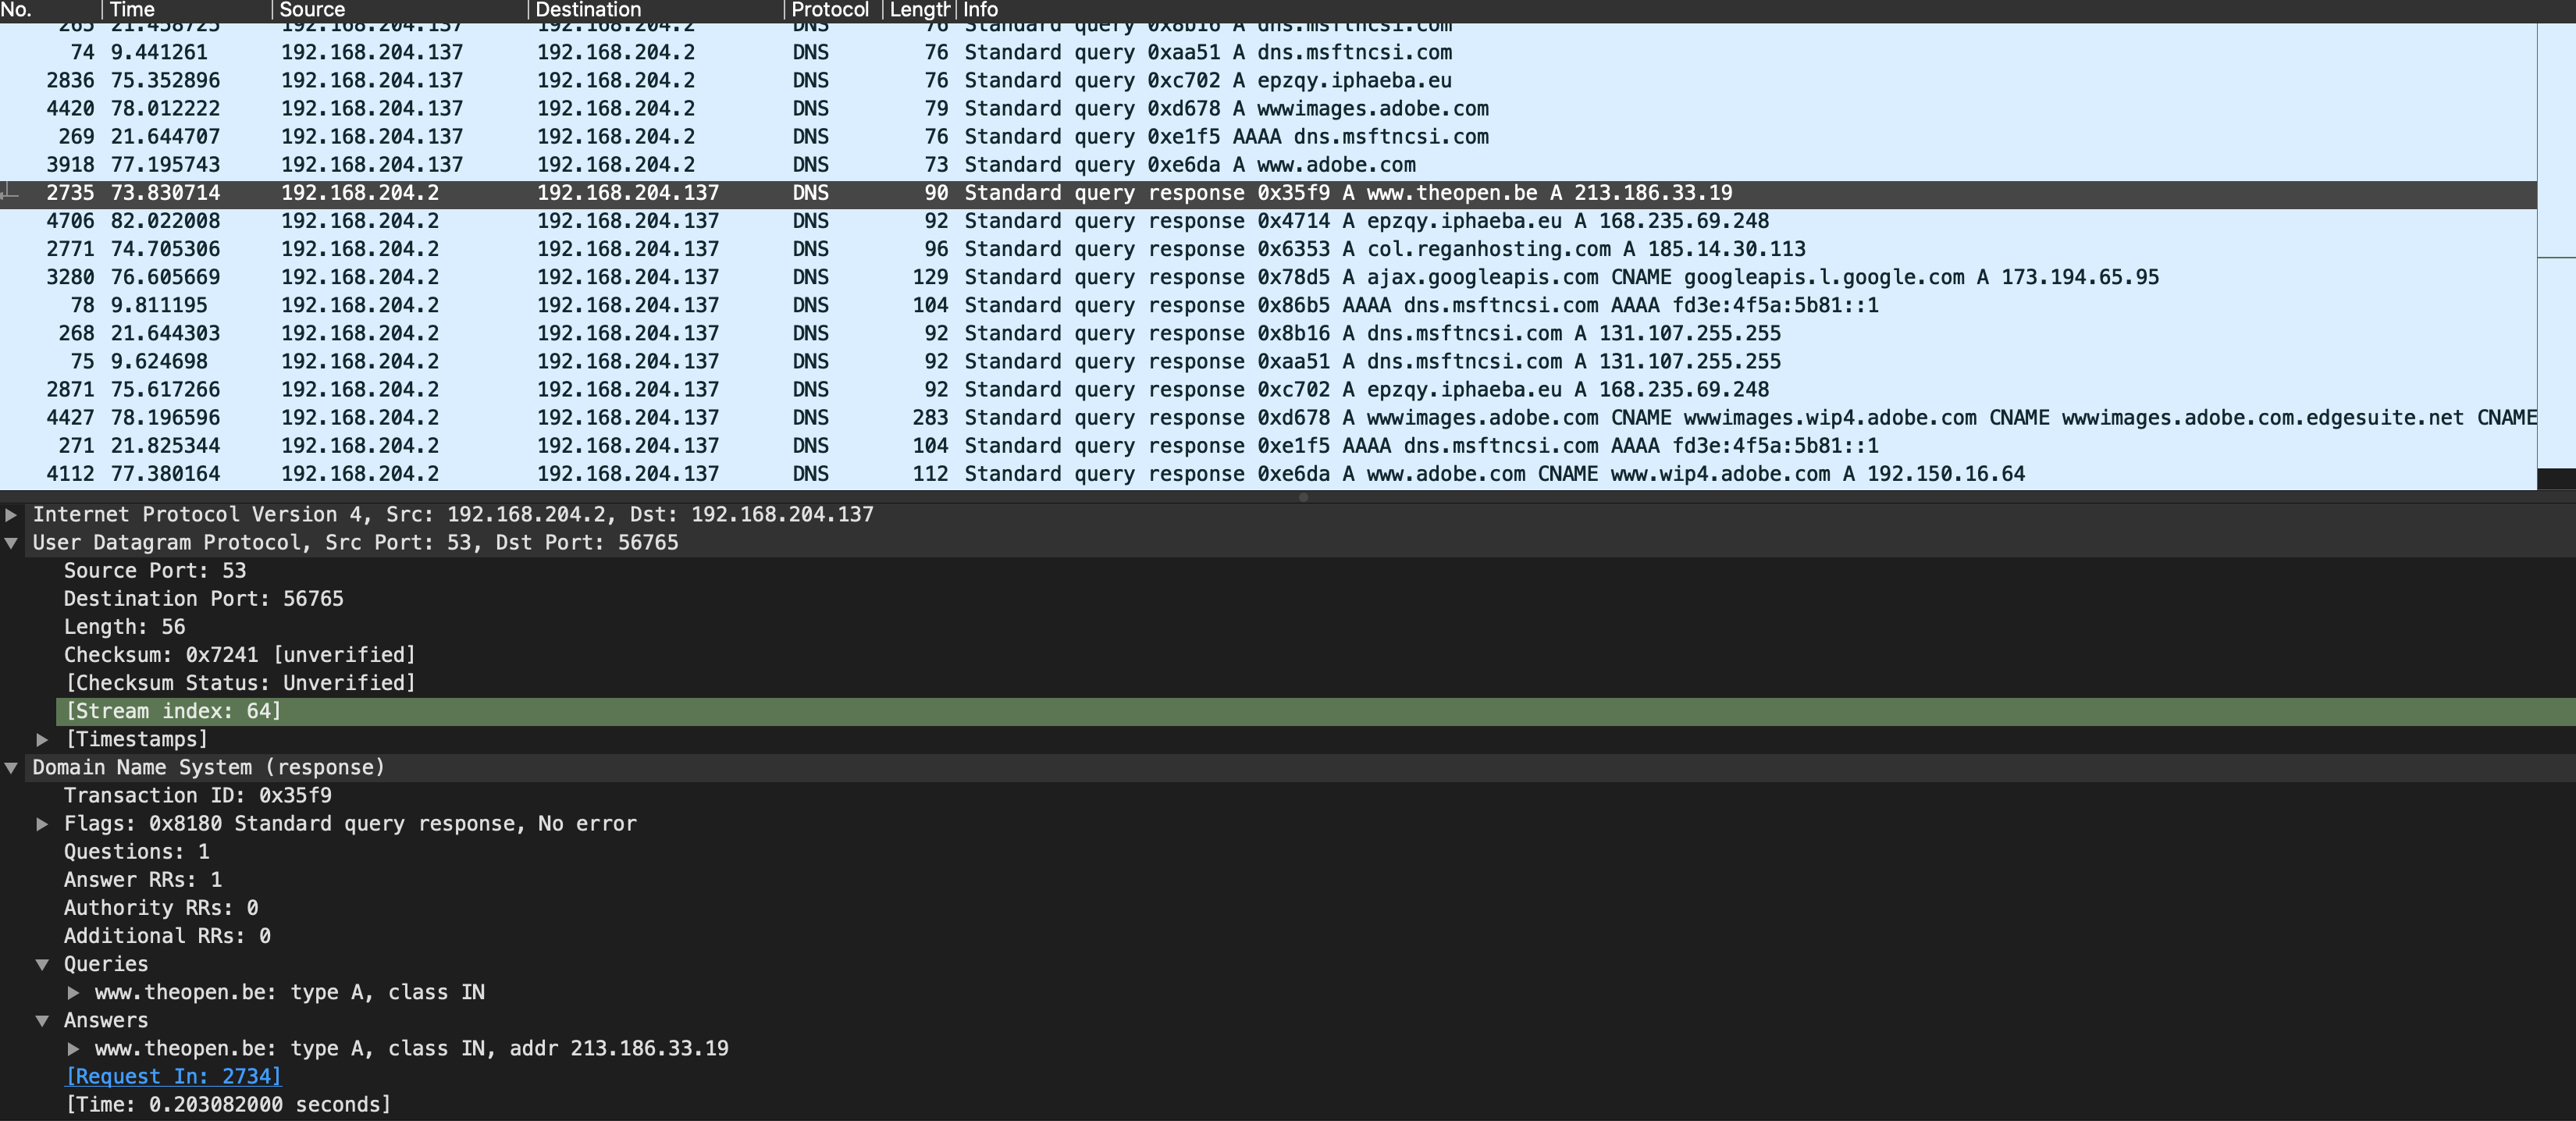 No. Time Source Destination Protocol Length Info
265 21.458725 192.168.204.137 192.168.204.2 DNS 76 Standard query 0x8b16 A dns.msftncsi.com
74 9.441261 192.168.204.137 192.168.204.2 DNS 76 Standard query 0xaa51 A dns.msftncsi.com
2836 75.352896 192.168.204.137 192.168.204.2 DNS 76 Standard query 0xc702 A epzqy.iphaeba.eu
4420 78.012222 192.168.204.137 192.168.204.2 DNS 79 Standard query 0xd678 A wwwimages.adobe.com
269 21.644707 192.168.204.137 192.168.204.2 DNS 76 Standard query 0xe1f5 AAAA dns.msftncsi.com
3918 77.195743 192.168.204.137 192.168.204.2 DNS 73 Standard query 0xe6da A www.adobe.com
2735 73.830714 192.168.204.2 192.168.204.137 DNS 90 Standard query response 0x35f9 A www.theopen.be A 213.186.33.19
4706 82.022008 192.168.204.2 192.168.204.137 DNS 92 Standard query response 0x4714 A epzqy.iphaeba.eu A 168.235.69.248
2771 74.705306 192.168.204.2 192.168.204.137 DNS 96 Standard query response 0x6353 A col.reganhosting.com A 185.14.30.113
3280 76.605669 192.168.204.2 192.168.204.137 DNS 129 Standard query response 0x78d5 A ajax.googleapis.com CNAME googleapis.l.google.com A 173.194.65.95
78 9.811195 192.168.204.2 192.168.204.137 DNS 104 Standard query response 0x86b5 AAAA dns.msftncsi.com AAAA fd3e:4f5a:5b81::1
268 21.644303 192.168.204.2 192.168.204.137 DNS 92 Standard query response 0x8b16 A dns.msftncsi.com A 131.107.255.255
75 9.624698 192.168.204.2 192.168.204.137 DNS 92 Standard query response 0xaa51 A dns.msftncsi.com A 131.107.255.255
2871 75.617266 192.168.204.2 192.168.204.137 DNS 92 Standard query response 0xc702 A epzqy.iphaeba.eu A 168.235.69.248
4427 78.196596 192.168.204.2 192.168.204.137 DNS 283 Standard query response 0xd678 A wwwimages.adobe.com CNAME wwwimages.wip4.adobe.com CNAME wwwimages.adobe.com.edgesuite.net CNAME
271 21.825344 192.168.204.2 192.168.204.137 DNS 104 Standard query response 0xe1f5 AAAA dns.msftncsi.com AAAA fd3e:4f5a:5b81::1
4112 77.380164 192.168.204.2 192.168.204.137 DNS 112 Standard query response 0xe6da A www.adobe.com CNAME www.wip4.adobe.com A 192.150.16.64
Internet Protocol Version 4, Src: 192.168.204.2, Dst: 192.168.204.137
User Datagram Protocol, Src Port: 53, Dst Port: 56765
Source Port: 53
Destination Port: 56765
Length: 56
Checksum: 0x7241 [unverified]
[Checksum Status: Unverified]
[Stream index: 64]
[Timestamps]
Domain Name System (response)
Transaction ID: 0x35f9
Flags: 0x8180 Standard query response, No error
Questions: 1
Answer RRs: 1
Authority RRs: 0
Additional RRs: 0
Queries
www.theopen.be: type A, class IN
Answers
www.theopen.be: type A, class IN, addr 213.186.33.19
[Request In: 2734]
[Time: 0.203082000 seconds]